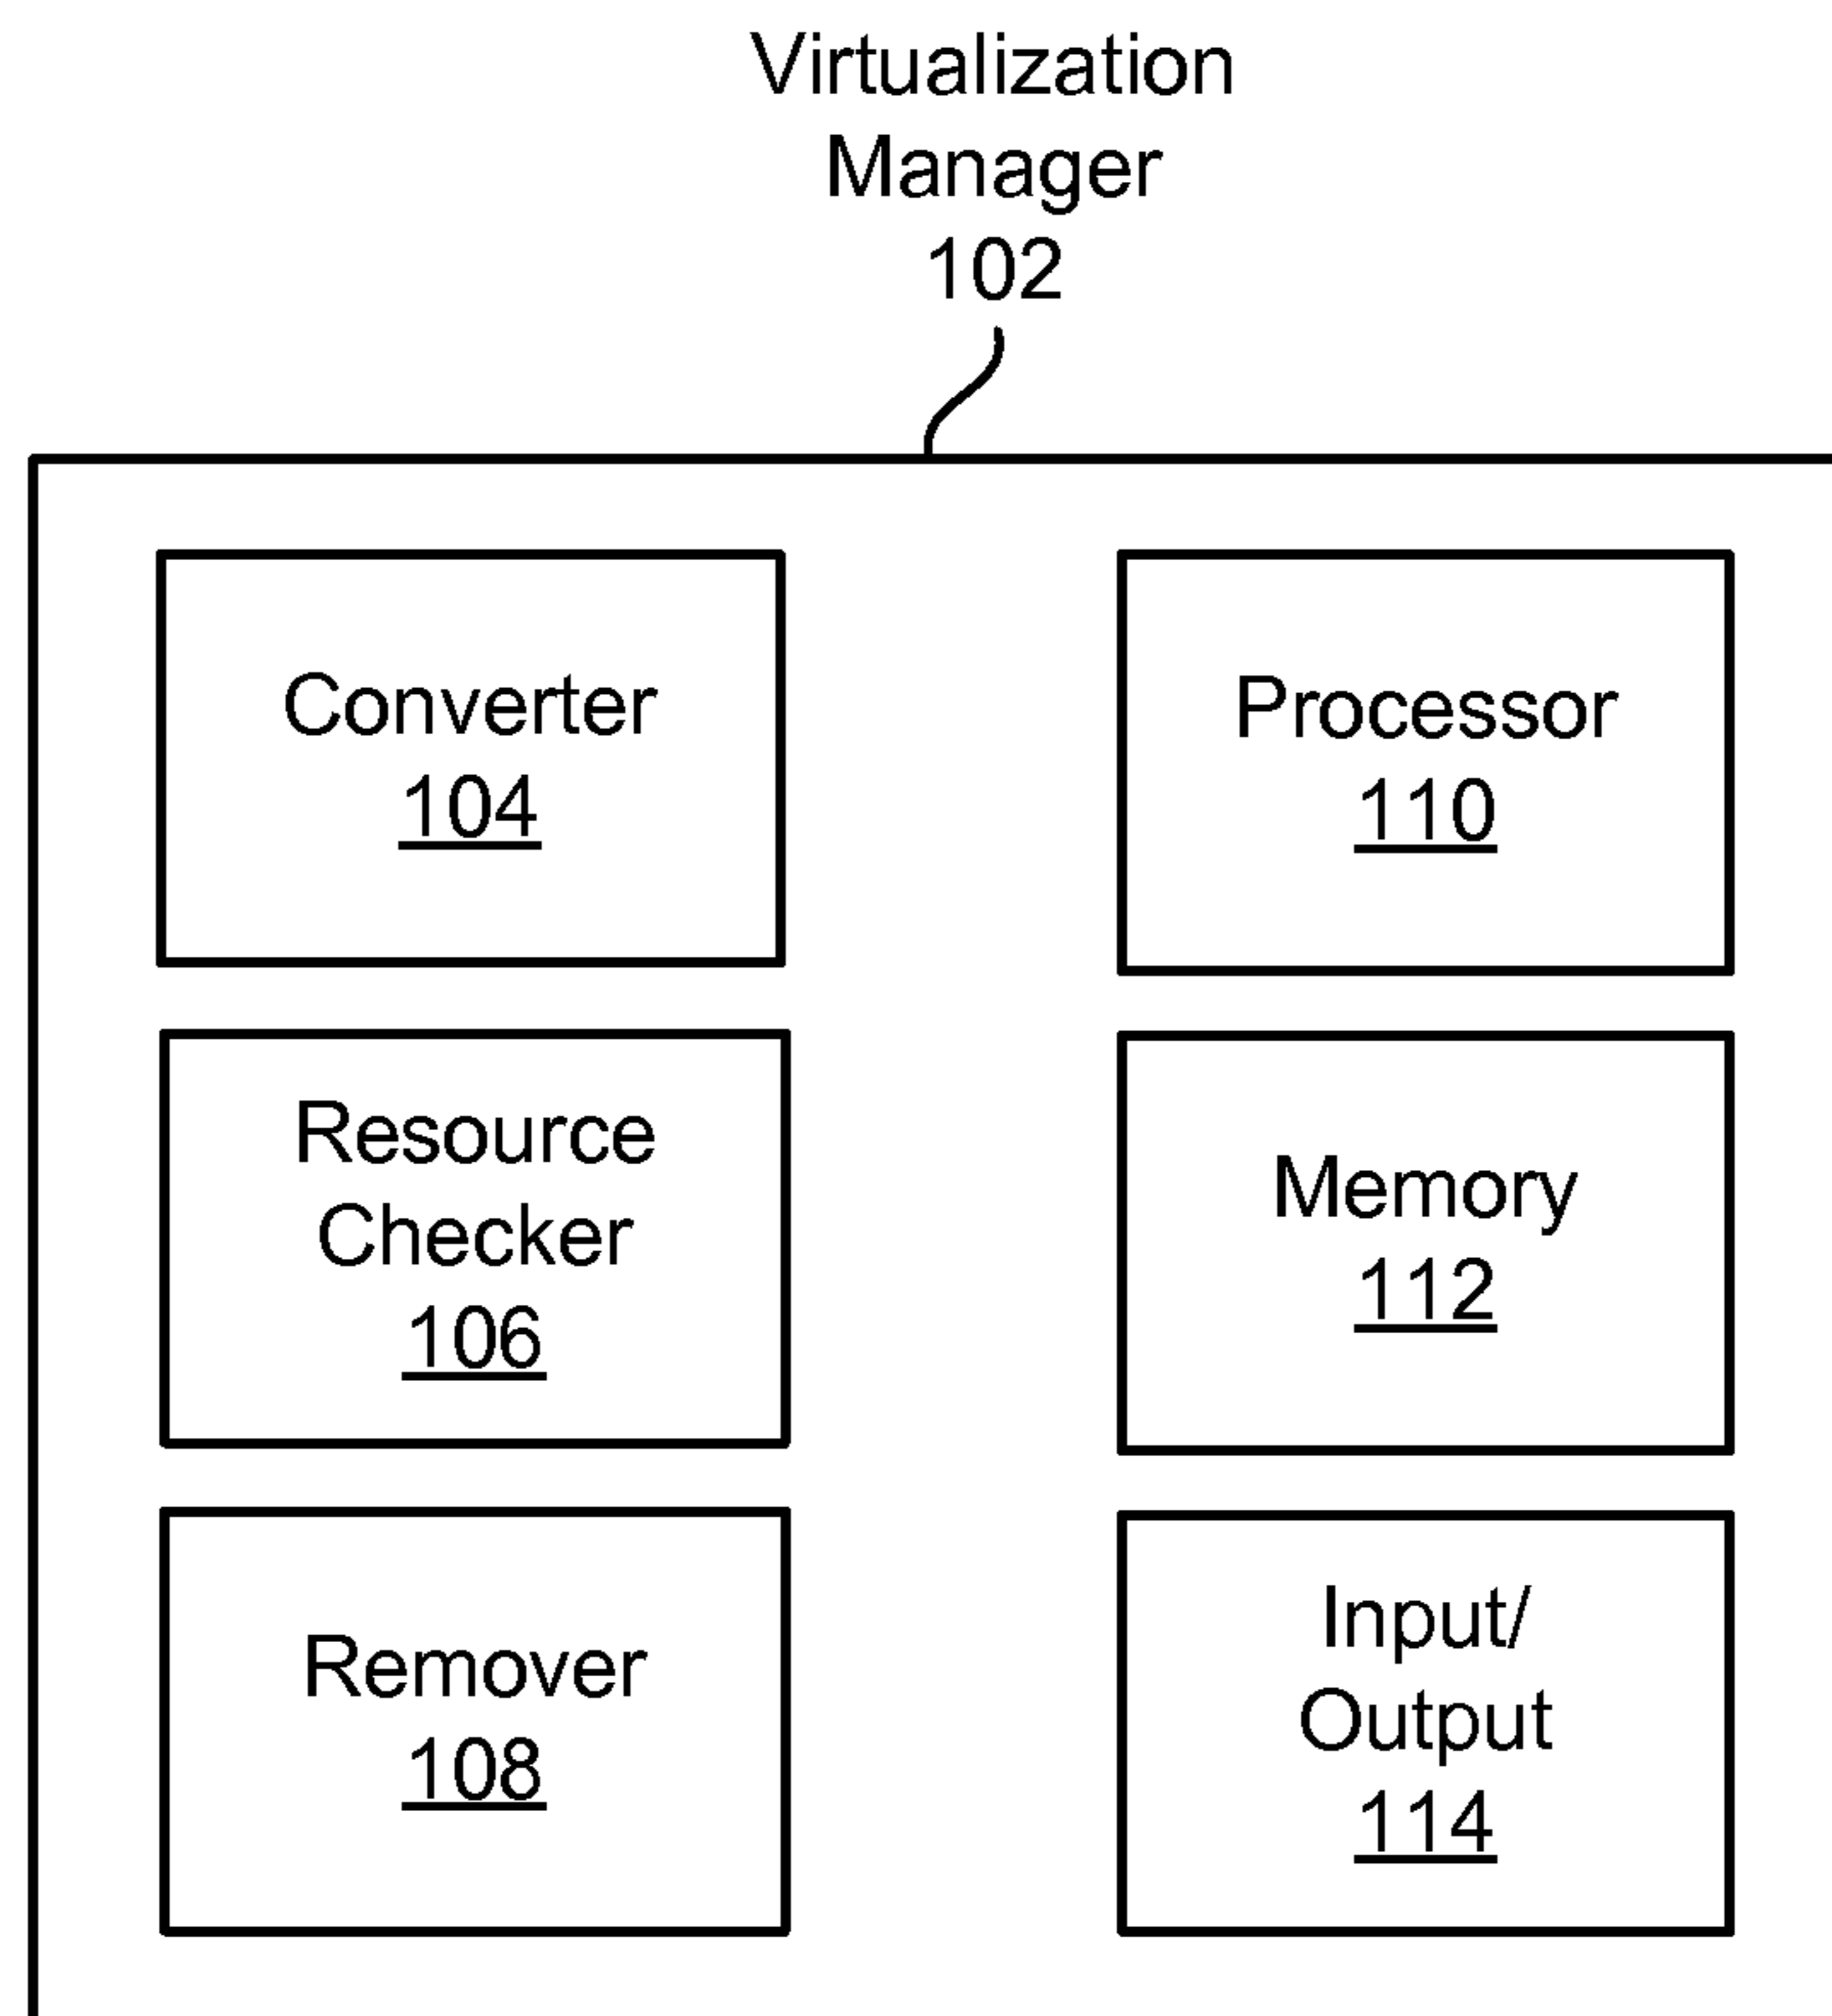 Virtualization
Manager
102
Converter
104
Processor
110
Resource
Checker
106
Memory
112
Remover
108
Input/
Output
114